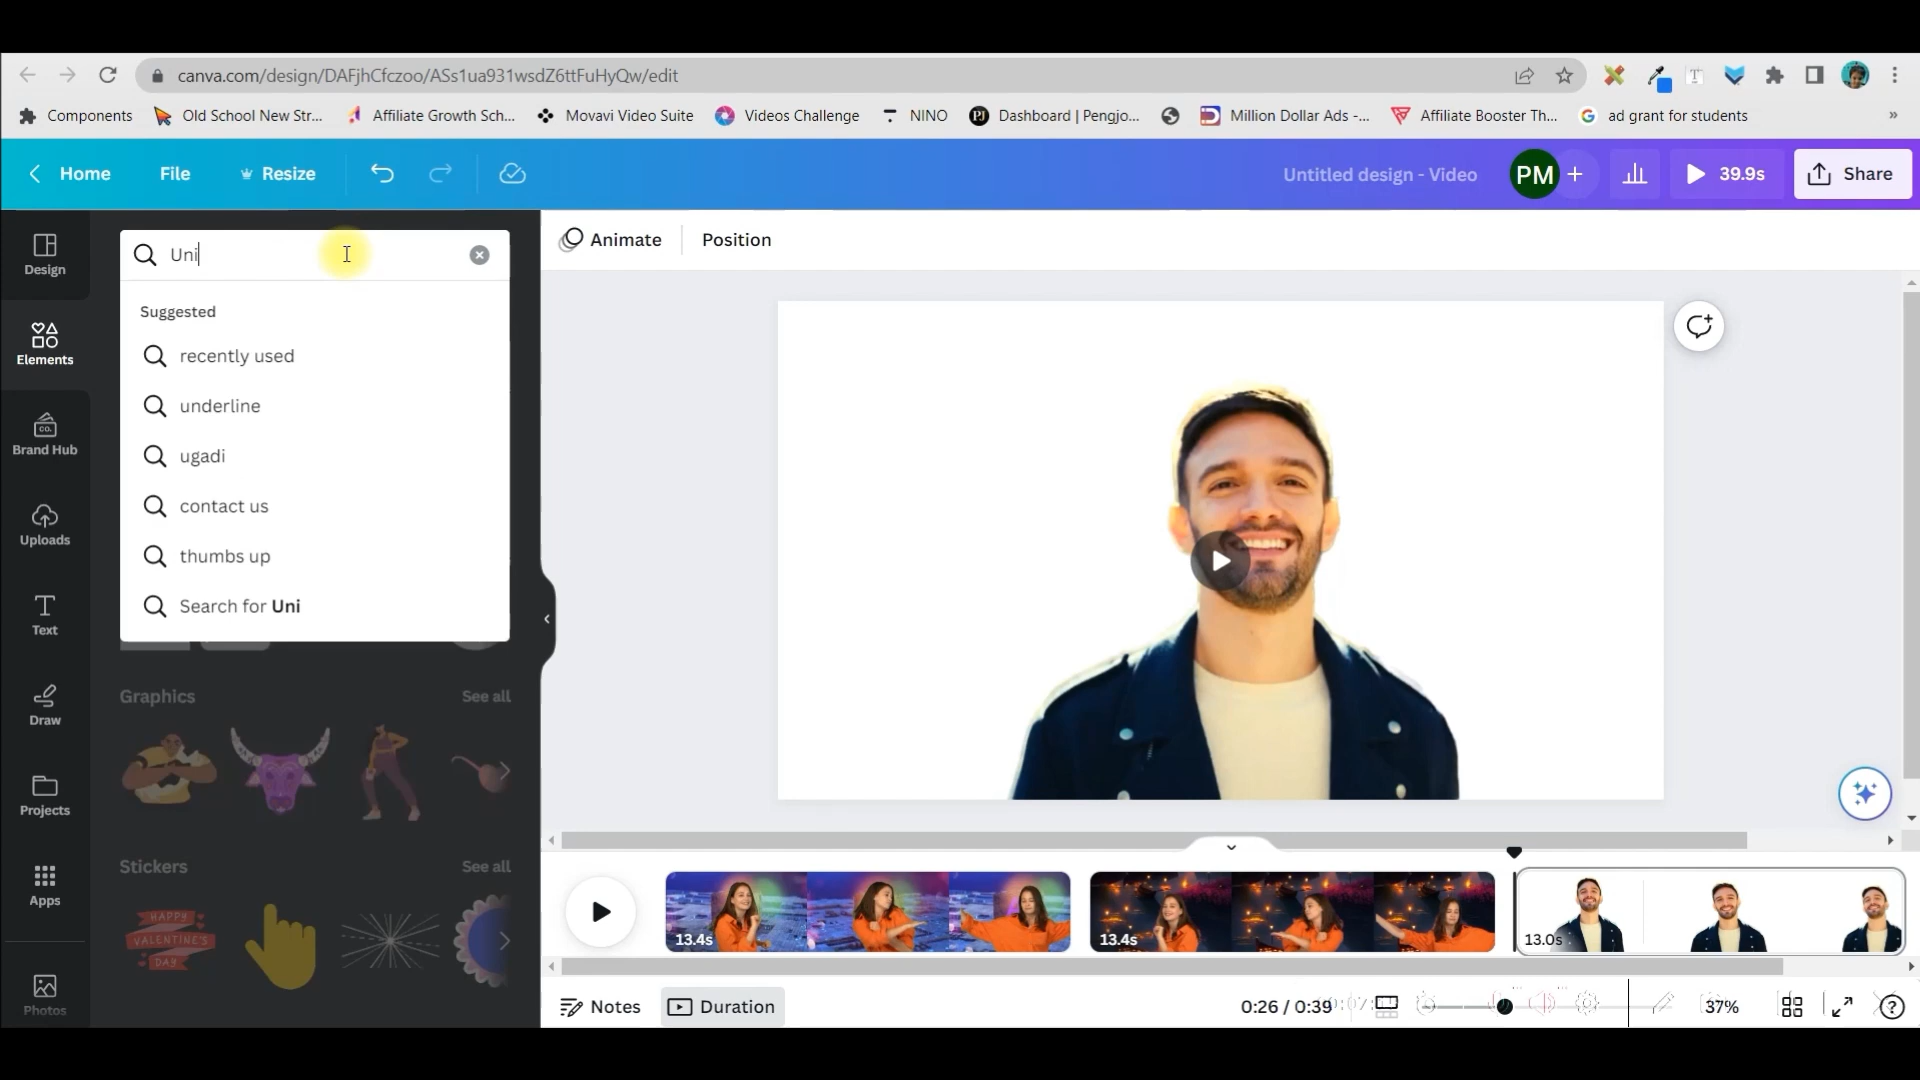 canva.com/design/DAFjhCfczoo/ASs1ua931wsdZ6ttFuHyQw/edit
Components Old School New Str... Affiliate Growth Sch... Movavi Video Suite Videos Challenge NINO PJ Dashboard | Pengjo... Million Dollar Ads -... Affiliate Booster Th... ad grant for students »
Home File Resize Untitled design - Video PM + 39.9s Share
Design
Elements
Brand Hub
Uploads
Text
Draw
Projects
Apps
Photos
Uni
Suggested
recently used
underline
ugadi
contact us
thumbs up
Search for Uni
Graphics See all
Stickers See all
HAPPY
VALENTINE'S
DAY
Animate Position
13.4s 13.4s 13.0s
Notes Duration 0:26 / 0:39 37%